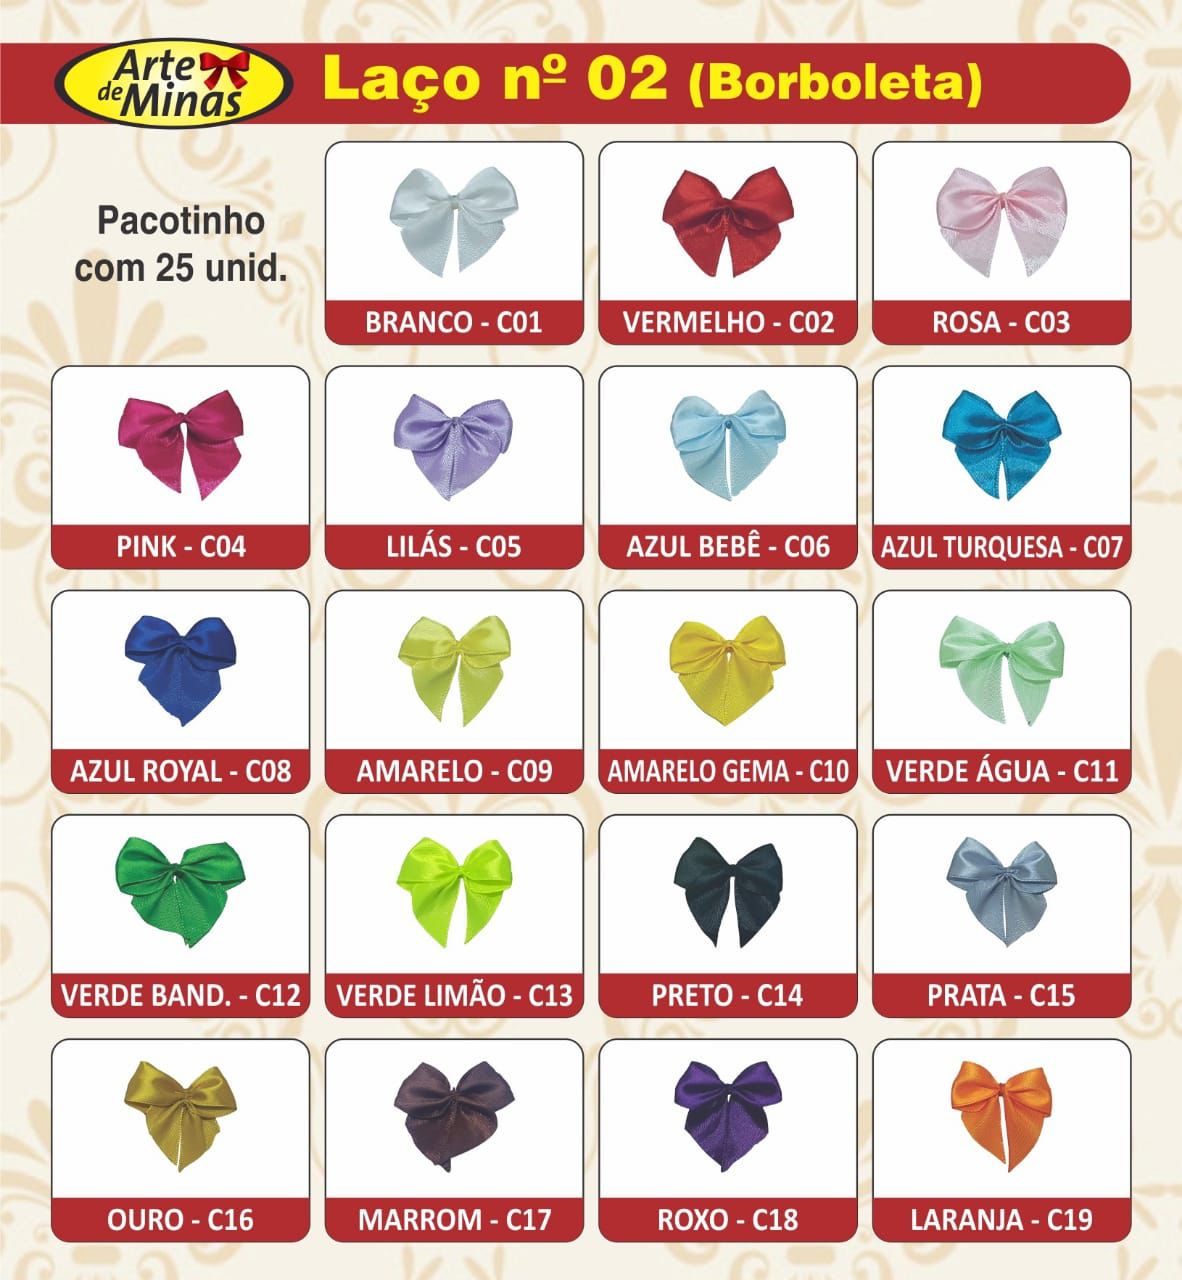 Arte
de Minas
Laço nº 02 (Borboleta)
Pacotinho
com 25 unid.
BRANCO - C01
VERMELHO - C02
ROSA - C03
PINK - C04
LILÁS - C05
AZUL BEBÊ - C06
AZUL TURQUESA - C07
AZUL ROYAL - C08
AMARELO - C09
AMARELO GEMA - C10
VERDE ÁGUA - C11
VERDE BAND. - C12
VERDE LIMÃO - C13
PRETO - C14
PRATA - C15
OURO - C16
MARROM - C17
ROXO - C18
LARANJA - C19